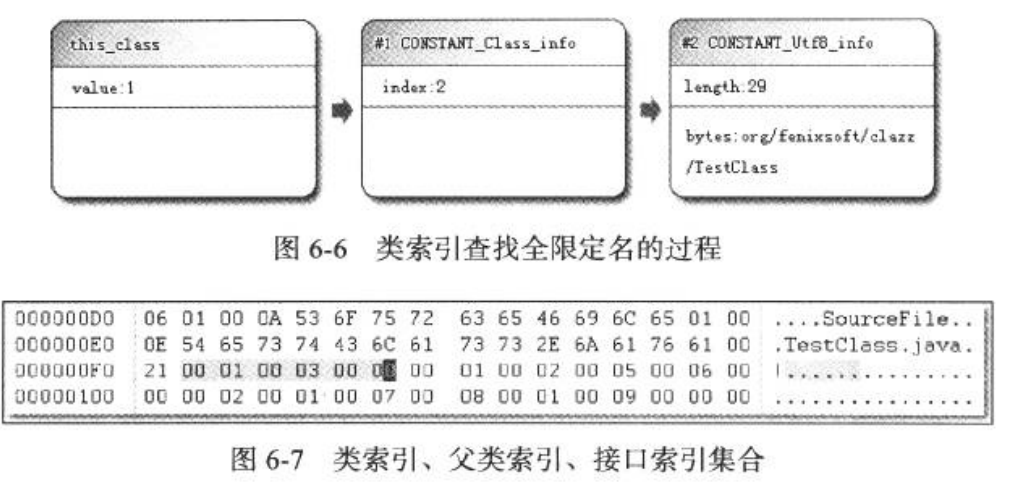 this_class
value:1
#1 CONSTANT_Class_info
index:2
#2 CONSTANT_Utf8_info
length:29
bytes:org/fenixsoft/clazz
/TestClass
图 6-6 类索引查找全限定名的过程
000000D0 06 01 00 0A 53 6F 75 72 63 65 46 69 6C 65 01 00 ....SourceFile..
000000E0 0E 54 65 73 74 43 6C 61 73 73 2E 6A 61 76 61 00 .TestClass.java.
000000F0 21 00 01 00 03 00 00 00 01 00 02 00 05 00 06 00 !...............
00000100 00 00 02 00 01 00 07 00 08 00 01 00 09 00 00 00 ................
图 6-7 类索引、父类索引、接口索引集合